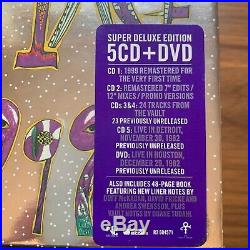 SUPER DELUXE EDITION
5CD+DVD
CD 1: 1999 REMASTERED FOR
THE VERY FIRST TIME
CD 2: REMASTERED 7" EDITS/
12" MIXES/PROMO VERSIONS
CDs 3&4: 24 TRACKS FROM
THE VAULT
23 PREVIOUSLY UNRELEASED
CD 5: LIVE IN DETROIT,
NOVEMBER 30, 1982
PREVIOUSLY UNRELEASED
DVD: LIVE IN HOUSTON,
DECEMBER 29, 1982
PREVIOUSLY UNRELEASED
ALSO INCLUDES 48-PAGE BOOK
FEATURING NEW LINER NOTES BY
DAVID FRICKE AND
ANDREA SWENSSON, PLUS
VAULT NOTES BY DUANE TUDAHL